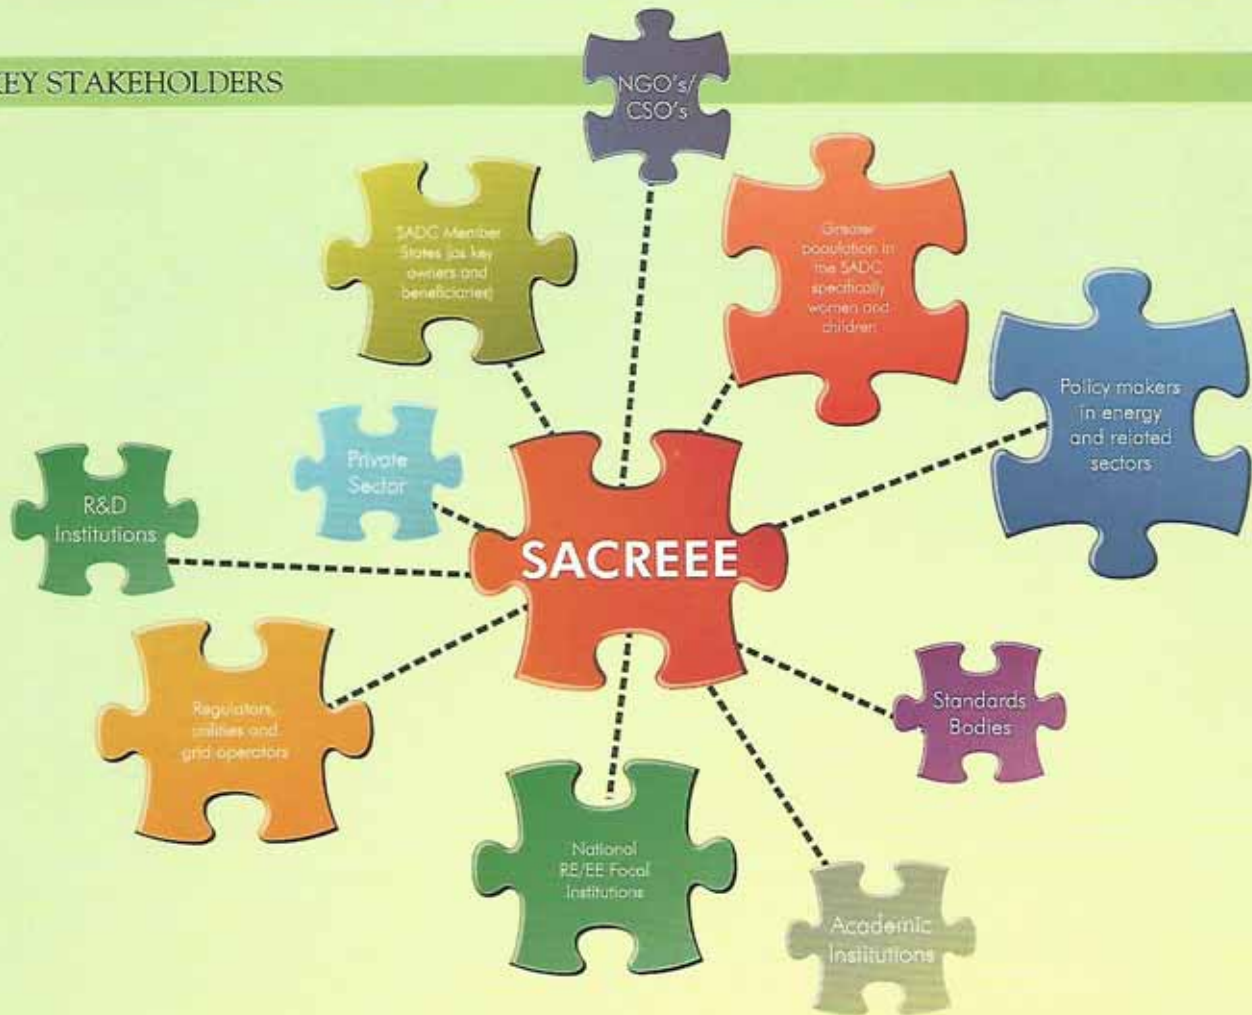 KEY STAKEHOLDERS
NGO's/
CSO's
SADC Member
States (as key
owners and
beneficiaries)
Greater
population in
the SADC
specifically
women and
children
Policy makers
in energy
and related
sectors
Private
Sector
R&D
Institutions
SACREEE
Regulators,
utilities and
grid operators
Standards
Bodies
National
RE/EE Focal
Institutions
Academic
Institutions